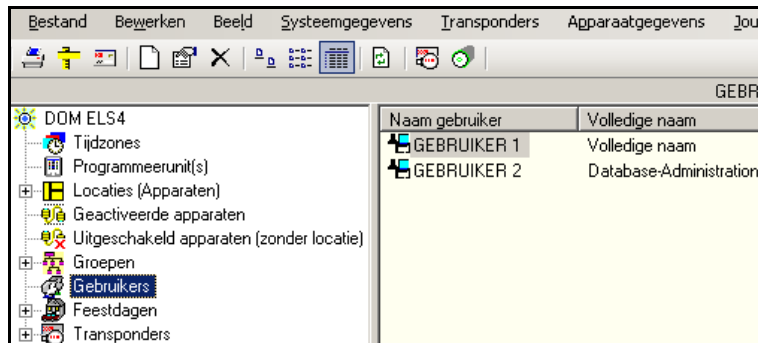 Bestand Bewerken Beeld Systeemgegevens Transponders Apparaatgegevens Jou
GEBR
DOM ELS4
Tijdzones
Programmeerunit(s)
Locaties (Apparaten)
Geactiveerde apparaten
Uitgeschakeld apparaten (zonder locatie)
Groepen
Gebruikers
Feestdagen
Transponders
Naam gebruiker Volledige naam
GEBRUIKER 1 Volledige naam
GEBRUIKER 2 Database-Administration